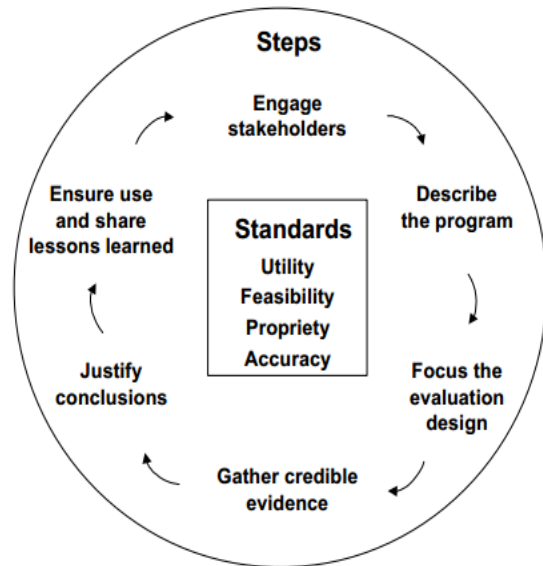 Steps
Engage
stakeholders
Describe
the program
Focus the
evaluation
design
Gather credible
evidence
Justify
conclusions
Ensure use
and share
lessons learned
Standards
Utility
Feasibility
Propriety
Accuracy